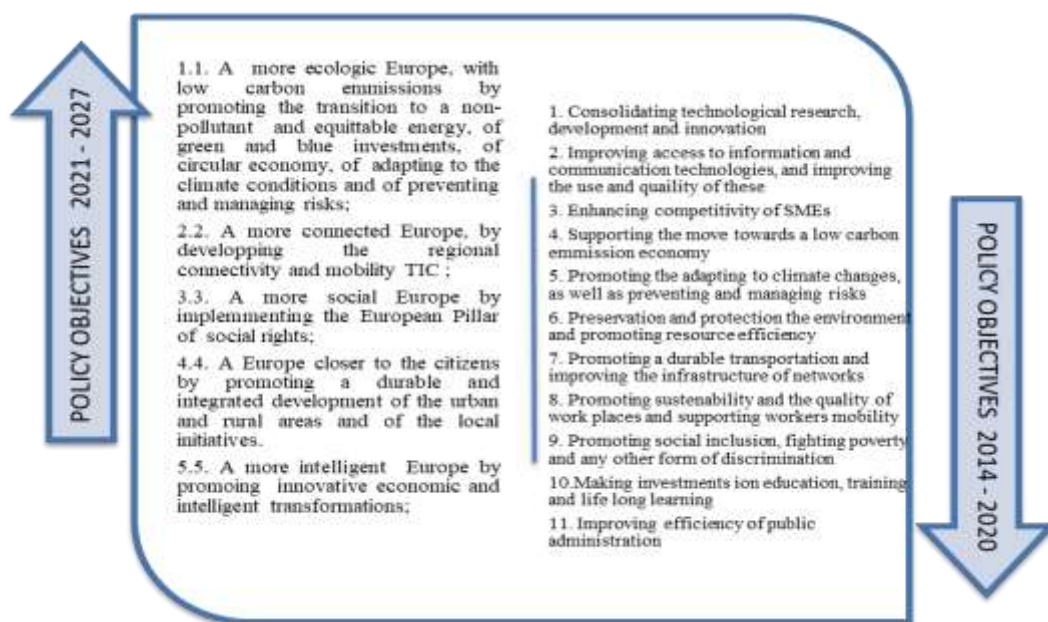 POLICY OBJECTIVES 2021 - 2027
1.1. A more ecologic Europe, with
low carbon emmissions by
promoting the transition to a non-
pollutant and equittable energy, of
green and blue investments, of
circular economy, of adapting to the
climate conditions and of preventing
and managing risks;
2.2. A more connected Europe, by
developping the regional
connectivity and mobility TIC ;
3.3. A more social Europe by
implemmenting the European Pillar
of social rights;
4.4. A Europe closer to the citizens
by promoting a durable and
integrated development of the urban
and rural areas and of the local
initiatives.
5.5. A more intelligent Europe by
promoing innovative economic and
intelligent transformations;
1. Consolidating technological research,
development and innovation
2. Improving access to information and
communication technologies, and improving
the use and quaility of these
3. Enhancing competitivity of SMEs
4. Supporting the move towards a low carbon
emmission economy
5. Promoting the adapting to climate changes,
as well as preventing and managing risks
6. Preservation and protection the environment
and promoting resource efficiency
7. Promoting a durable transportation and
improving the infrastructure of networks
8. Promoting sustenability and the quality of
work places and supporting workers mobility
9. Promoting social inclusion, fighting poverty
and any other form of discrimination
10.Making investments ion education, training
and life long learning
11. Improving efficiency of public
administration
POLICY OBJECTIVES 2014 - 2020